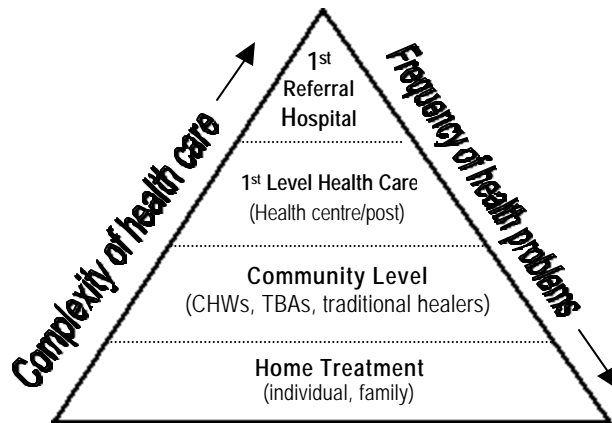 Complexity of health care
Frequency of health problems
1st
Referral
Hospital
1st Level Health Care
(Health centre/post)
Community Level
(CHWs, TBAs, traditional healers)
Home Treatment
(individual, family)